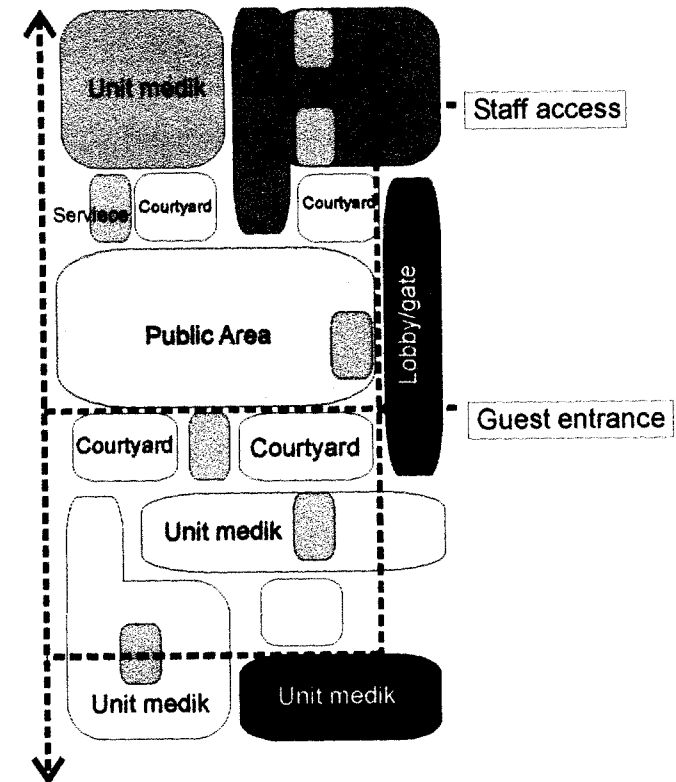 Unit medik
Staff access
Serviece
Courtyard
Courtyard
Public Area
Lobby/gate
Guest entrance
Courtyard
Courtyard
Unit medik
Unit medik
Unit medik